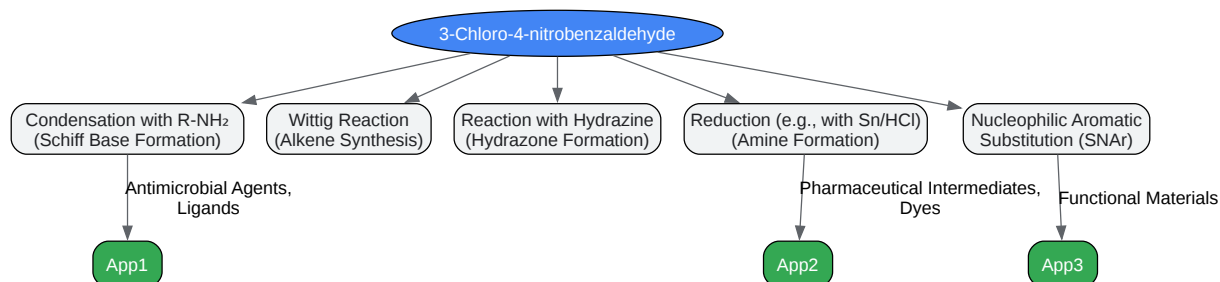 3-Chloro-4-nitrobenzaldehyde
Condensation with R-NH₂
(Schiff Base Formation)
Wittig Reaction
(Alkene Synthesis)
Reaction with Hydrazine
(Hydrazone Formation)
Reduction (e.g., with Sn/HCl)
(Amine Formation)
Nucleophilic Aromatic
Substitution (SNAr)
Antimicrobial Agents,
Ligands
Pharmaceutical Intermediates,
Dyes
Functional Materials
App1
App2
App3